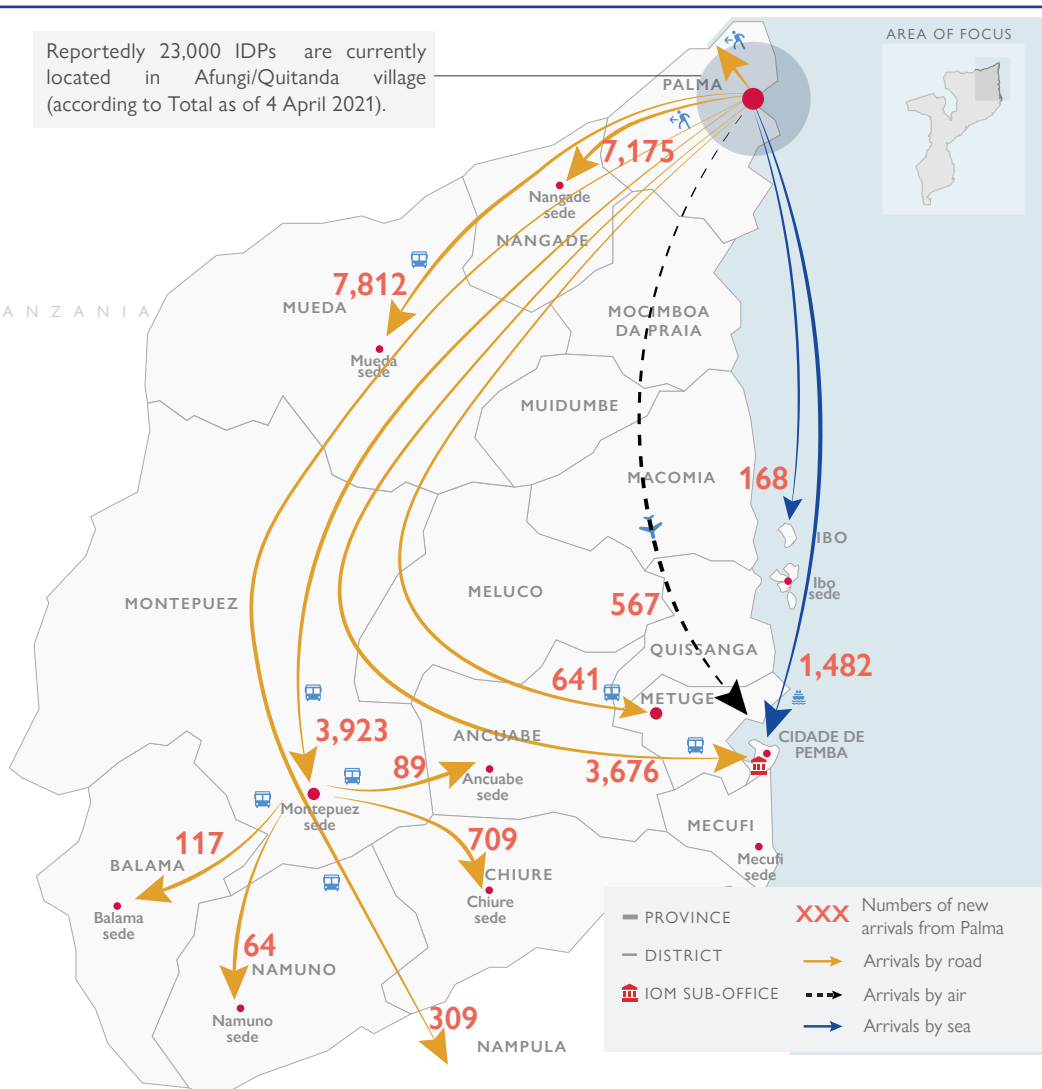 Reportedly 23,000 IDPs are currently
located in Afungi/Quitanda village
(according to Total as of 4 April 2021).
AREA OF FOCUS
PALMA
7,175
Nangade
sede
NANGADE
7,812
MUEDA
ANZANIA
Mueda
sede
MOCIMBOA
DA PRAIA
MUIDUMBE
MACOMIA
168
IBO
Ibo
sede
MONTEPUEZ
MELUCO
567
QUISSANGA
1,482
641
METUGE
3,923
ANCUABE
CIDADE DE
PEMBA
89
Ancuabe
sede
3,676
Montepuez
sede
117
709
MECUFI
Mecufi
sede
BALAMA
CHIURE
Chiure
sede
Balama
sede
64
NAMUNO
Namuno
sede
309
NAMPULA
PROVINCE
DISTRICT
IOM SUB-OFFICE
XXX Numbers of new
arrivals from Palma
Arrivals by road
Arrivals by air
Arrivals by sea